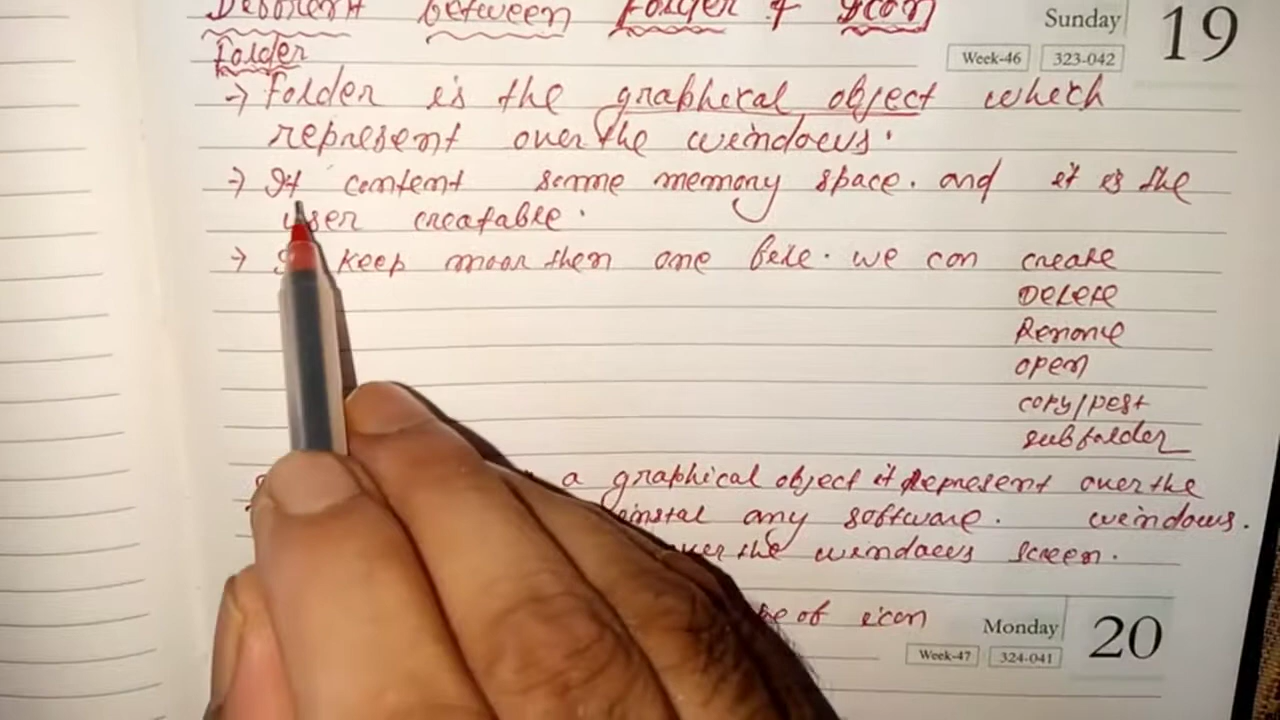 Deferent between Folder & Icon
Sunday 19
Week-46 323-042
Folder
→ Folder is the graphical object which
represent over the windows.
→ It content some memory space. and it is the
user creatable.
→ keep moor then one file. we can create
Delete
Rename
open
copy/past
subfolder
a graphical object it represent over the
windows.
instal any software.
over the windows screen.
of icon
Monday 20
Week-47 324-041